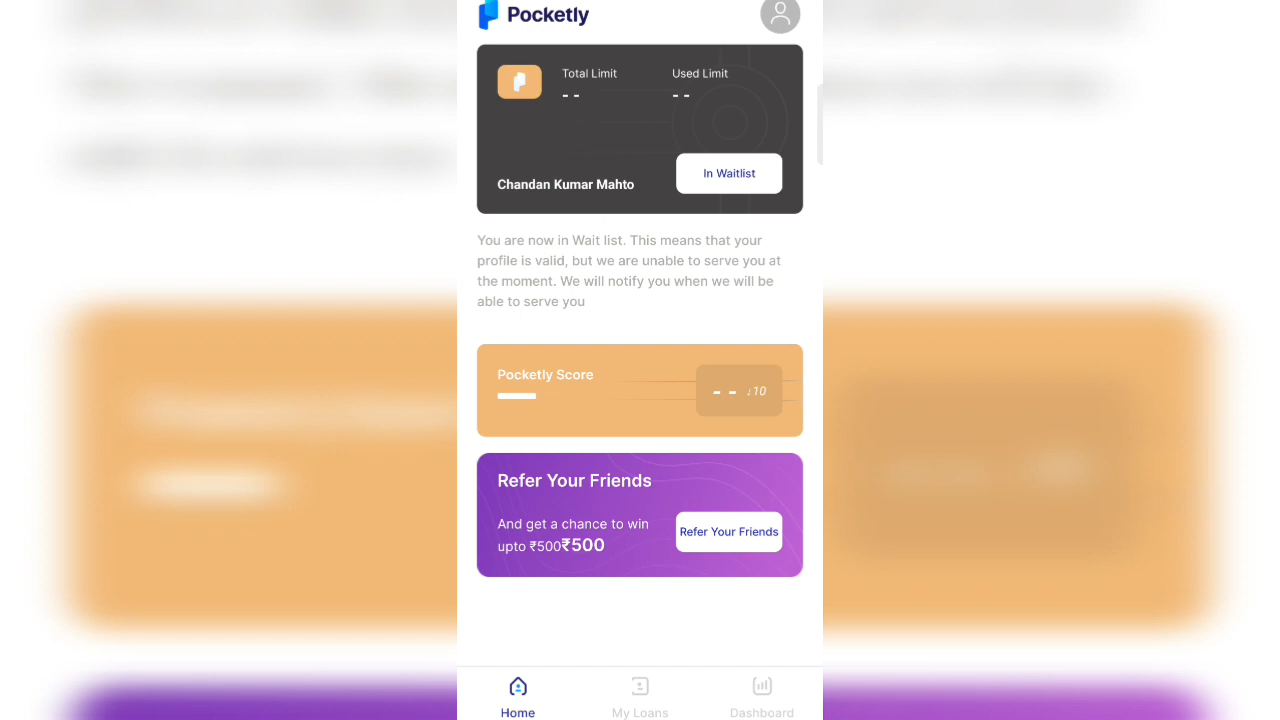 Pocketly
Total Limit
Used Limit
- -
- -
Chandan Kumar Mahto
In Waitlist
You are now in Wait list. This means that your
profile is valid, but we are unable to serve you at
the moment. We will notify you when we will be
able to serve you
Pocketly Score
- - ↓10
Refer Your Friends
And get a chance to win
upto ₹500₹500
Refer Your Friends
Home
My Loans
Dashboard